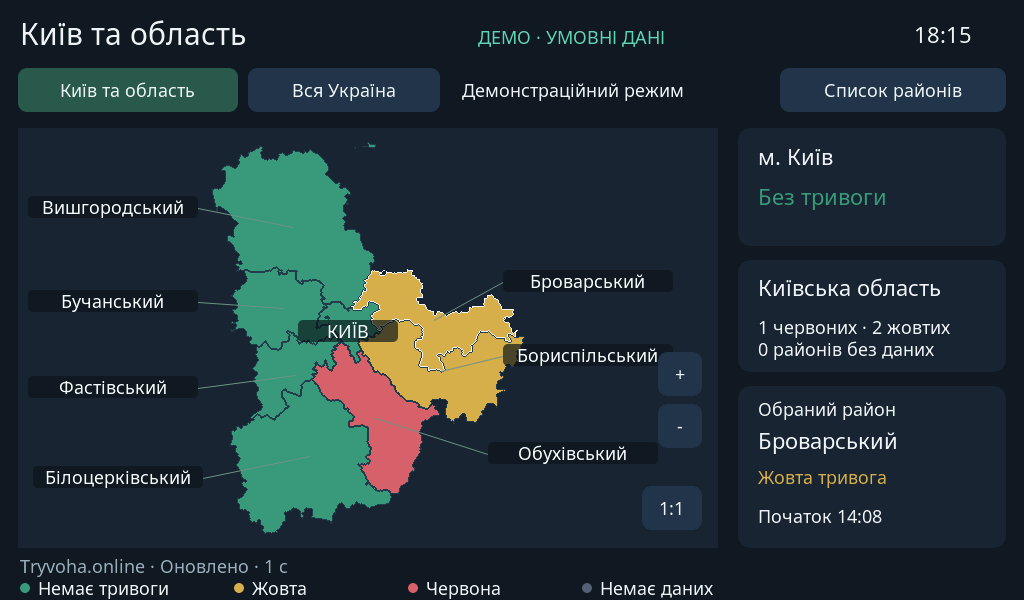 Київ та область
ДЕМО · УМОВНІ ДАНІ
18:15
Київ та область
Вся Україна
Демонстраційний режим
Список районів
Вишгородський
Бучанський
КИЇВ
Фастівський
Білоцерківський
Броварський
Бориспільський
Обухівський
+
-
1:1
м. Київ
Без тривоги
Київська область
1 червоних · 2 жовтих
0 районів без даних
Обраний район
Броварський
Жовта тривога
Початок 14:08
Tryvoha.online · Оновлено · 1 с
Немає тривоги
Жовта
Червона
Немає даних